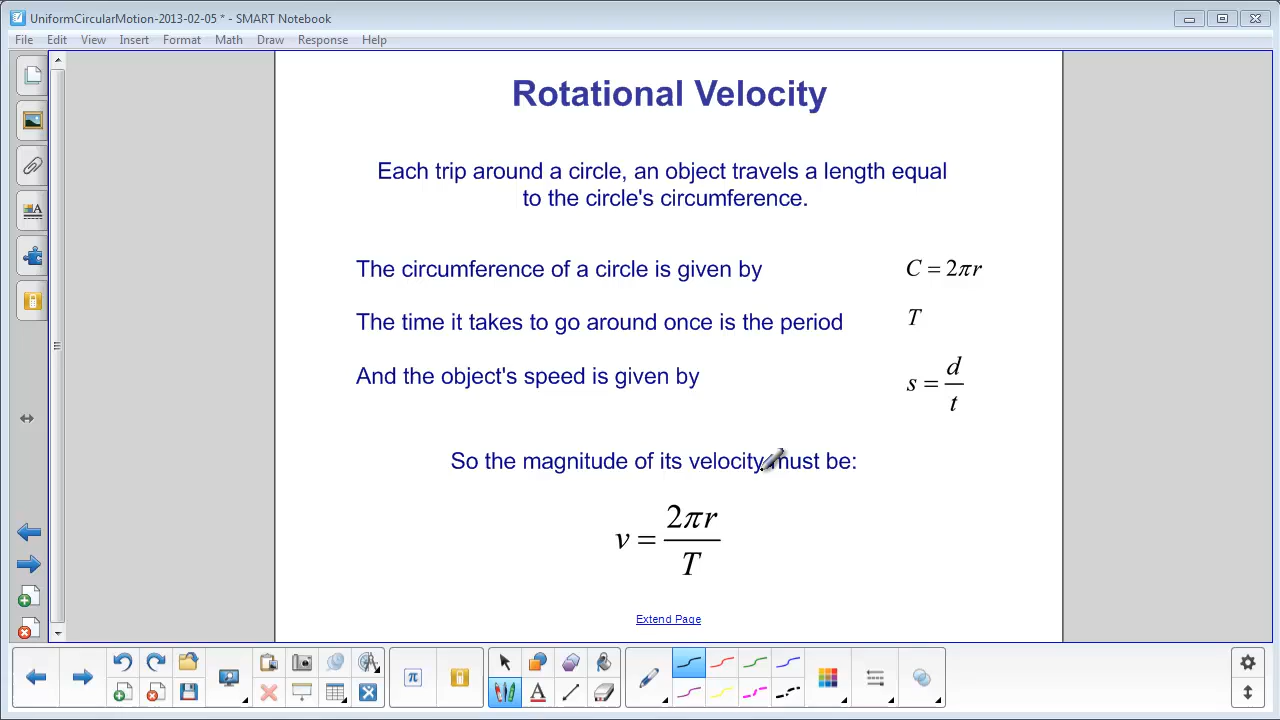 UniformCircularMotion-2013-02-05 * - SMART Notebook
File Edit View Insert Format Math Draw Response Help
Rotational Velocity
Each trip around a circle, an object travels a length equal
to the circle's circumference.
The circumference of a circle is given by C = 2πr
The time it takes to go around once is the period T
And the object's speed is given by s = d/t
So the magnitude of its velocity must be:
v = 2πr/T
Extend Page